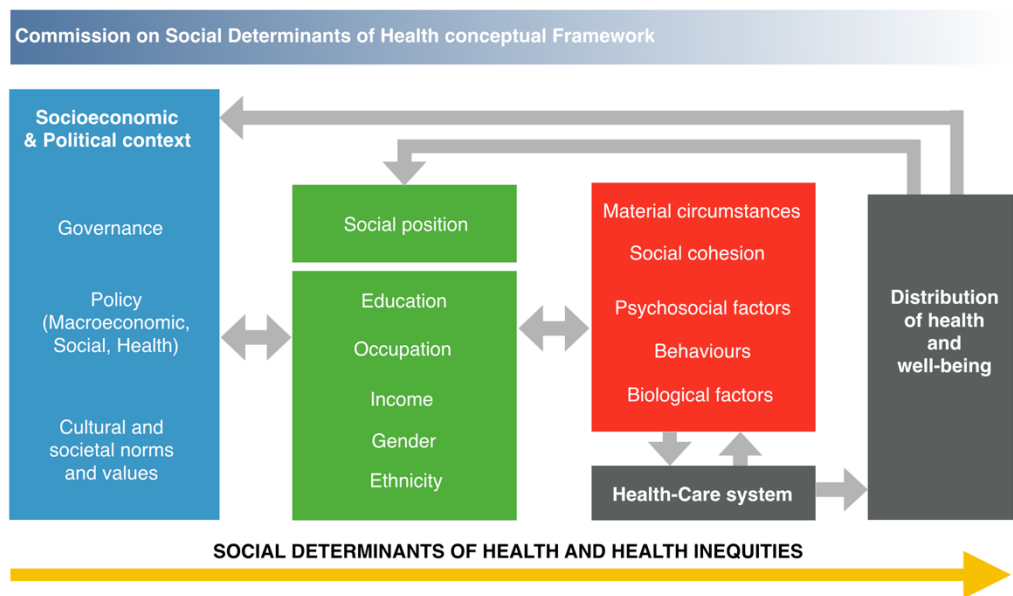 Commission on Social Determinants of Health conceptual Framework
Socioeconomic
& Political context
Governance
Policy
(Macroeconomic,
Social, Health)
Cultural and
societal norms
and values
Social position
Education
Occupation
Income
Gender
Ethnicity
Material circumstances
Social cohesion
Psychosocial factors
Behaviours
Biological factors
Health-Care system
Distribution
of health
and
well-being
SOCIAL DETERMINANTS OF HEALTH AND HEALTH INEQUITIES